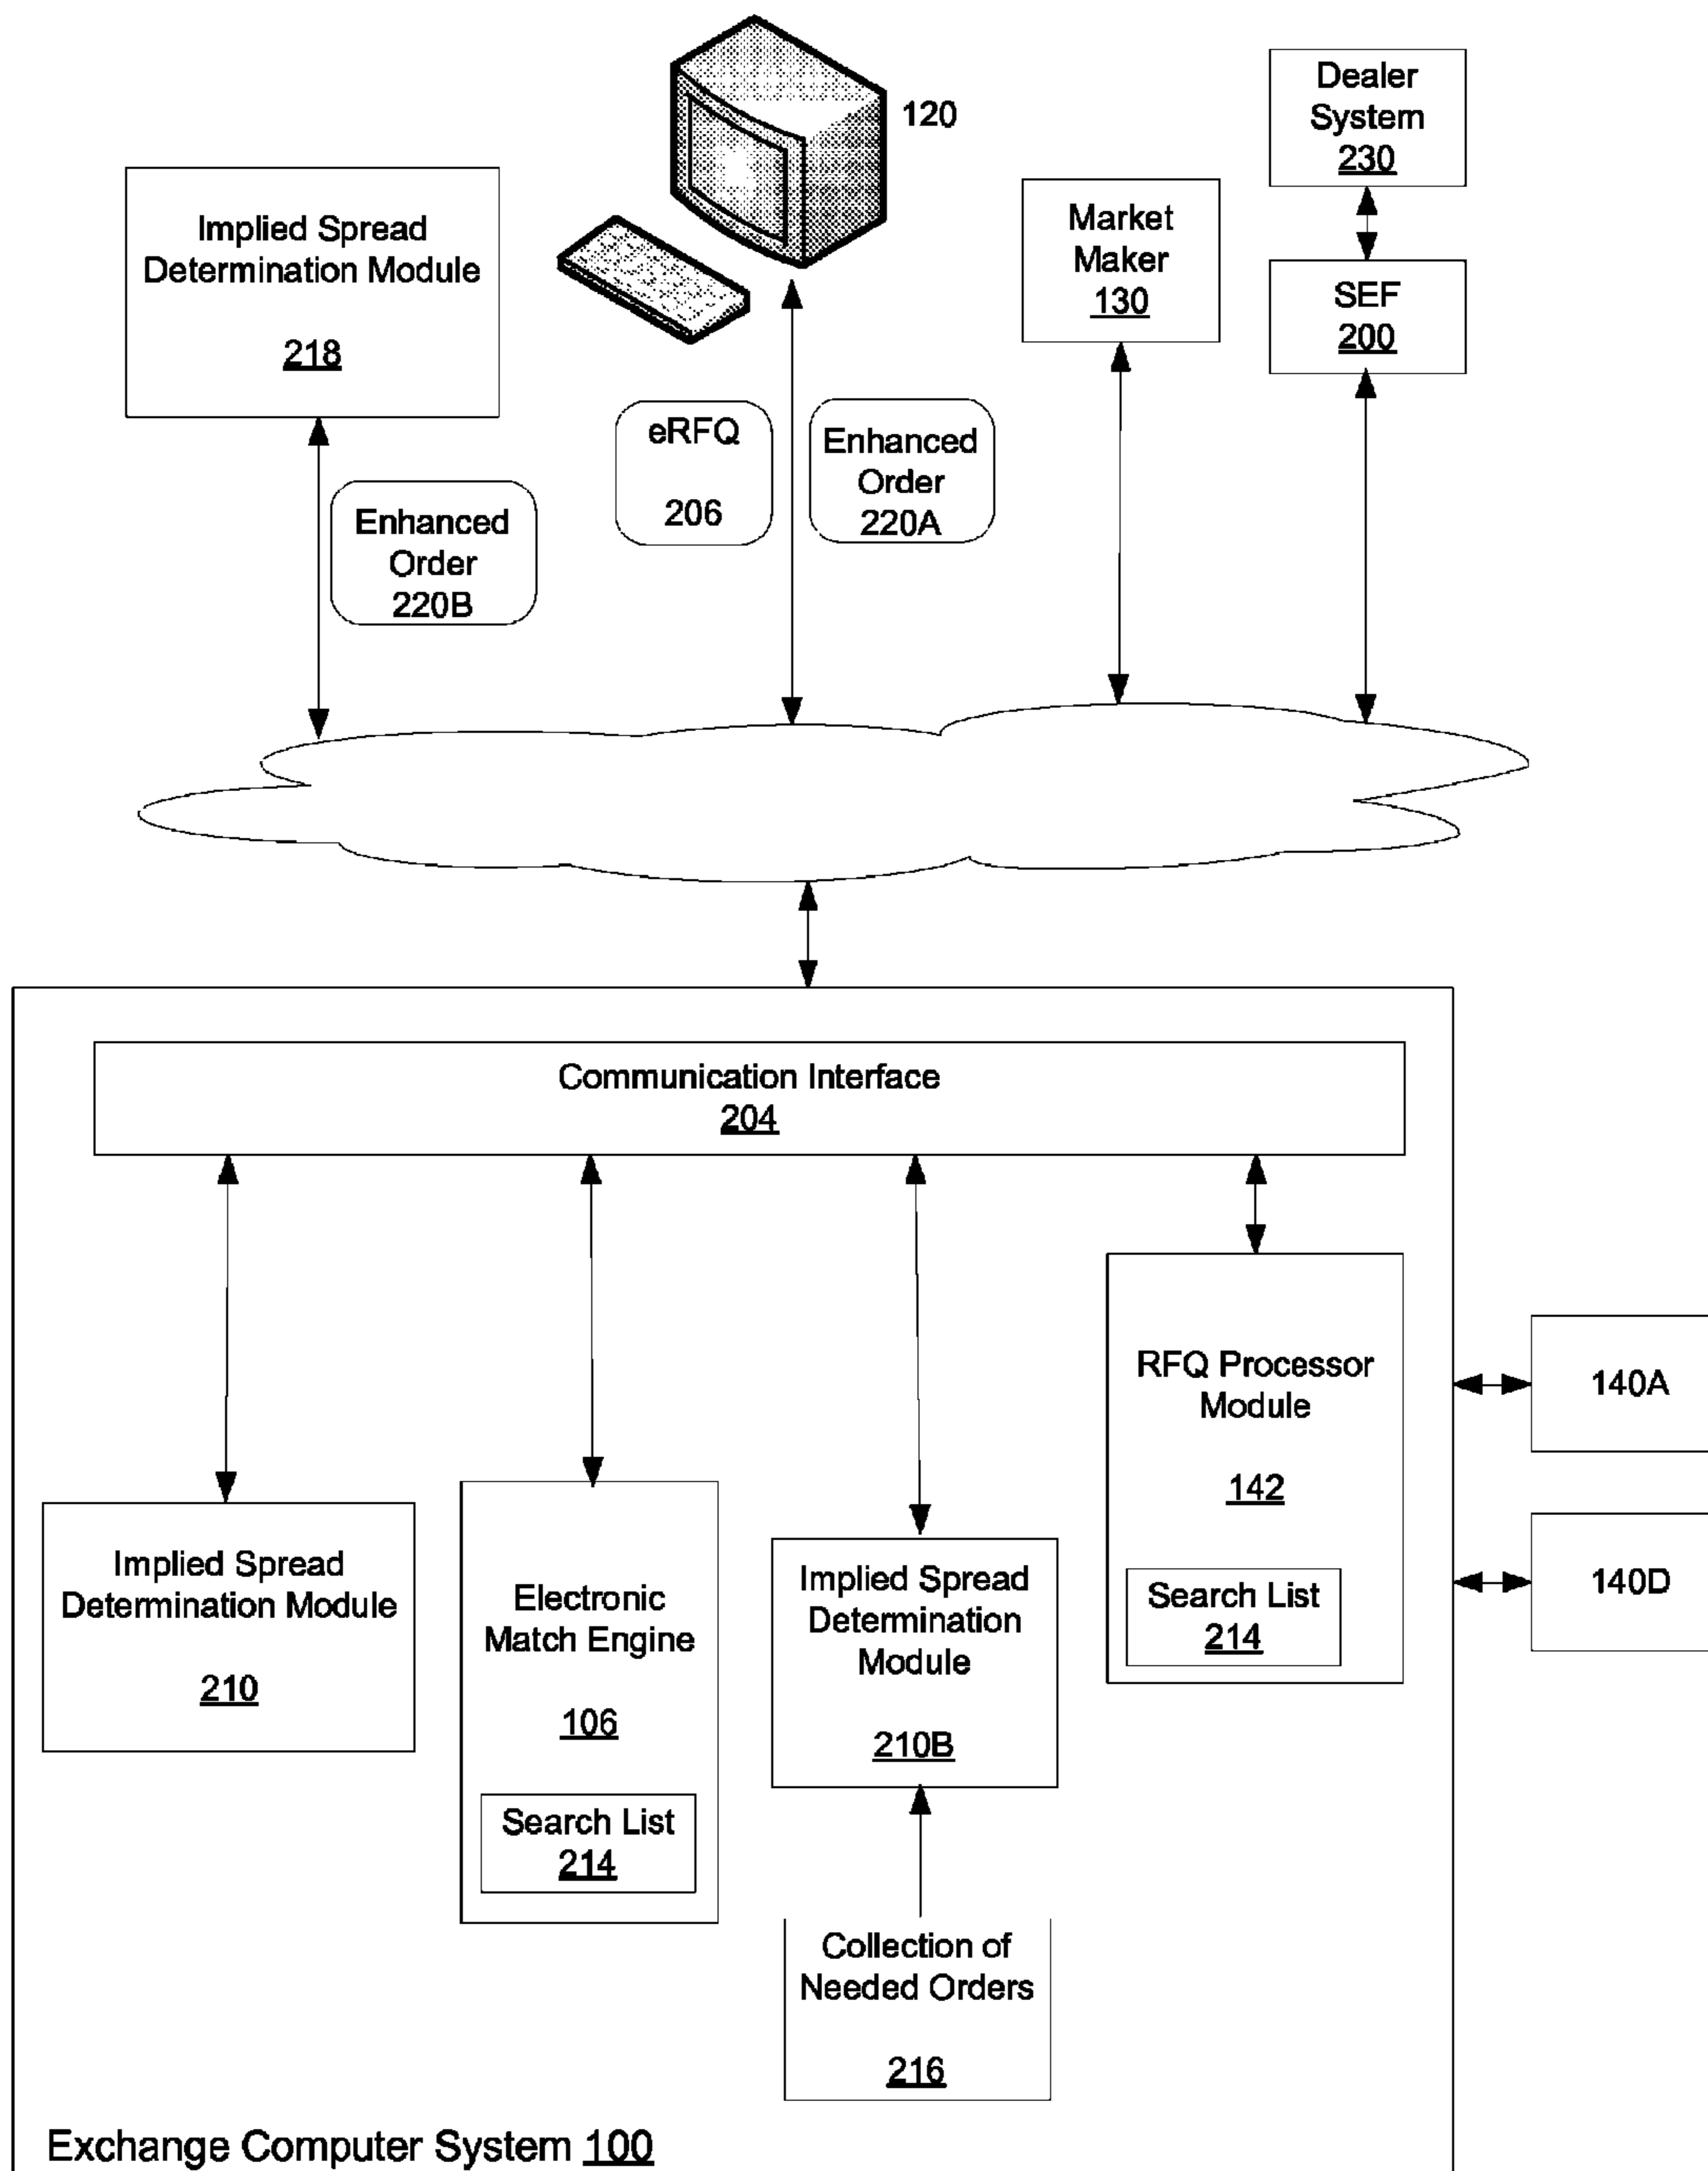 120
Dealer
System
230
Implied Spread
Determination Module
218
Market
Maker
130
SEF
200
eRFQ
206
Enhanced
Order
220A
Enhanced
Order
220B
Communication Interface
204
RFQ Processor
Module
142
Search List
214
140A
140D
Implied Spread
Determination Module
210
Electronic
Match Engine
106
Search List
214
Implied Spread
Determination
Module
210B
Collection of
Needed Orders
216
Exchange Computer System 100